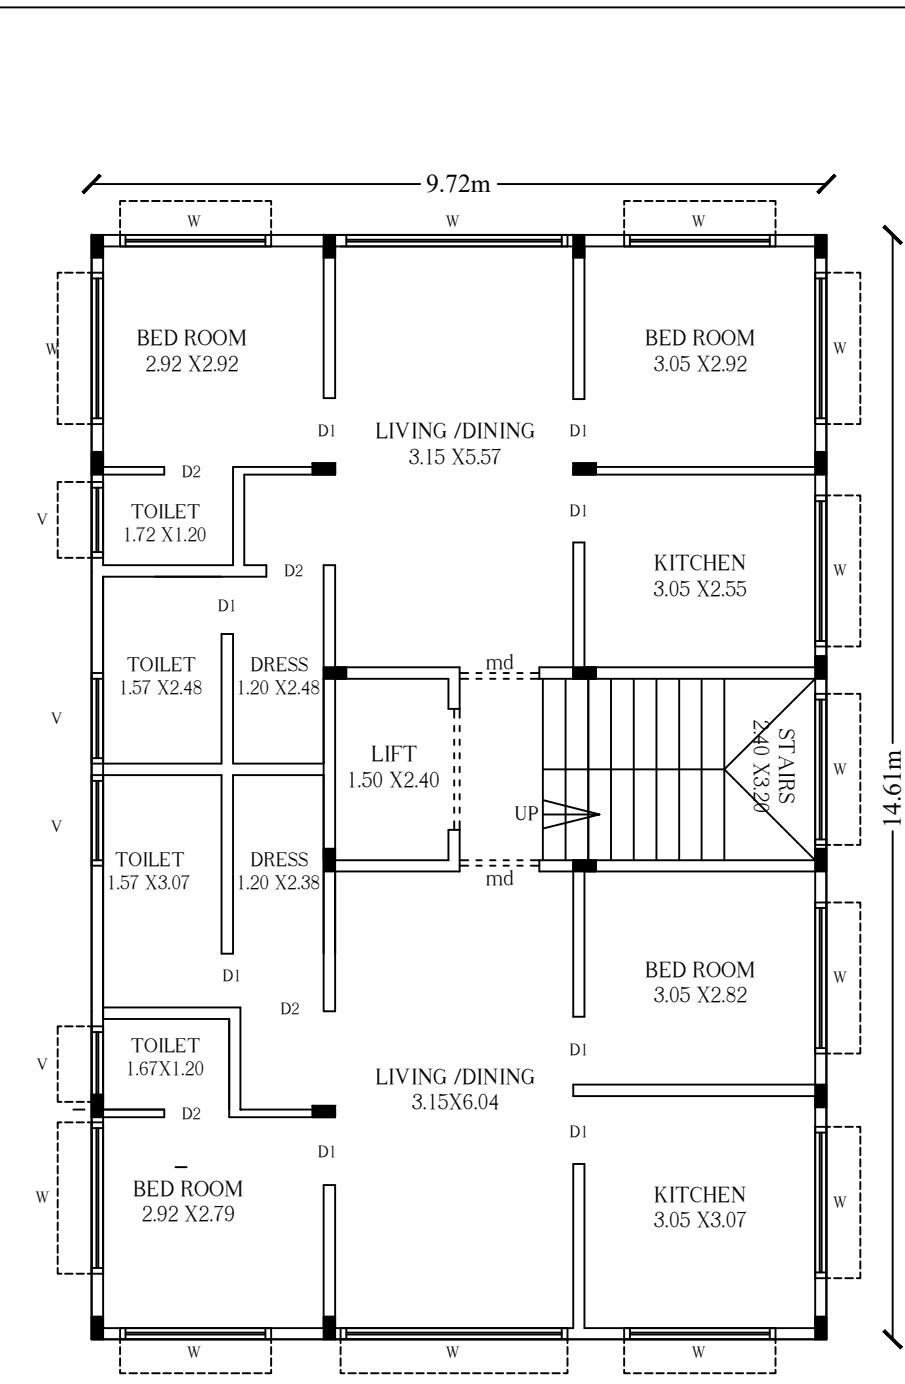 9.72m
W
W
W
BED ROOM
2.92 X2.92
BED ROOM
3.05 X2.92
W
W
D1
LIVING /DINING
3.15 X5.57
D1
D2
TOILET
1.72 X1.20
V
D1
KITCHEN
3.05 X2.55
W
D2
D1
TOILET
1.57 X2.48
DRESS
1.20 X2.48
md
V
LIFT
1.50 X2.40
STAIRS
2.40 X3.20
W
14.61m
UP
V
TOILET
1.57 X3.07
DRESS
1.20 X2.38
md
D1
BED ROOM
3.05 X2.82
W
D2
TOILET
1.67X1.20
V
D1
LIVING /DINING
3.15X6.04
D2
D1
D1
BED ROOM
2.92 X2.79
W
KITCHEN
3.05 X3.07
W
W
W
W